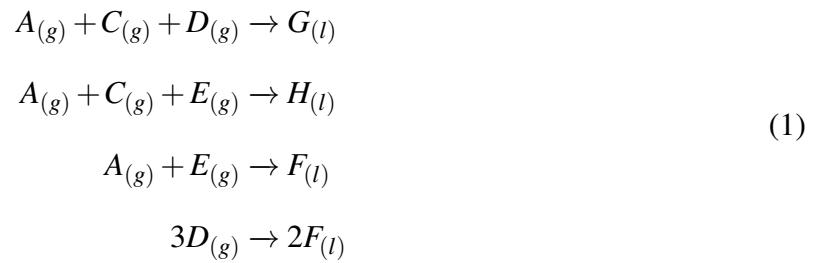 A(g) + C(g) + D(g) → G(l)
A(g) + C(g) + E(g) → H(l)
(1)
A(g) + E(g) → F(l)
3D(g) → 2F(l)